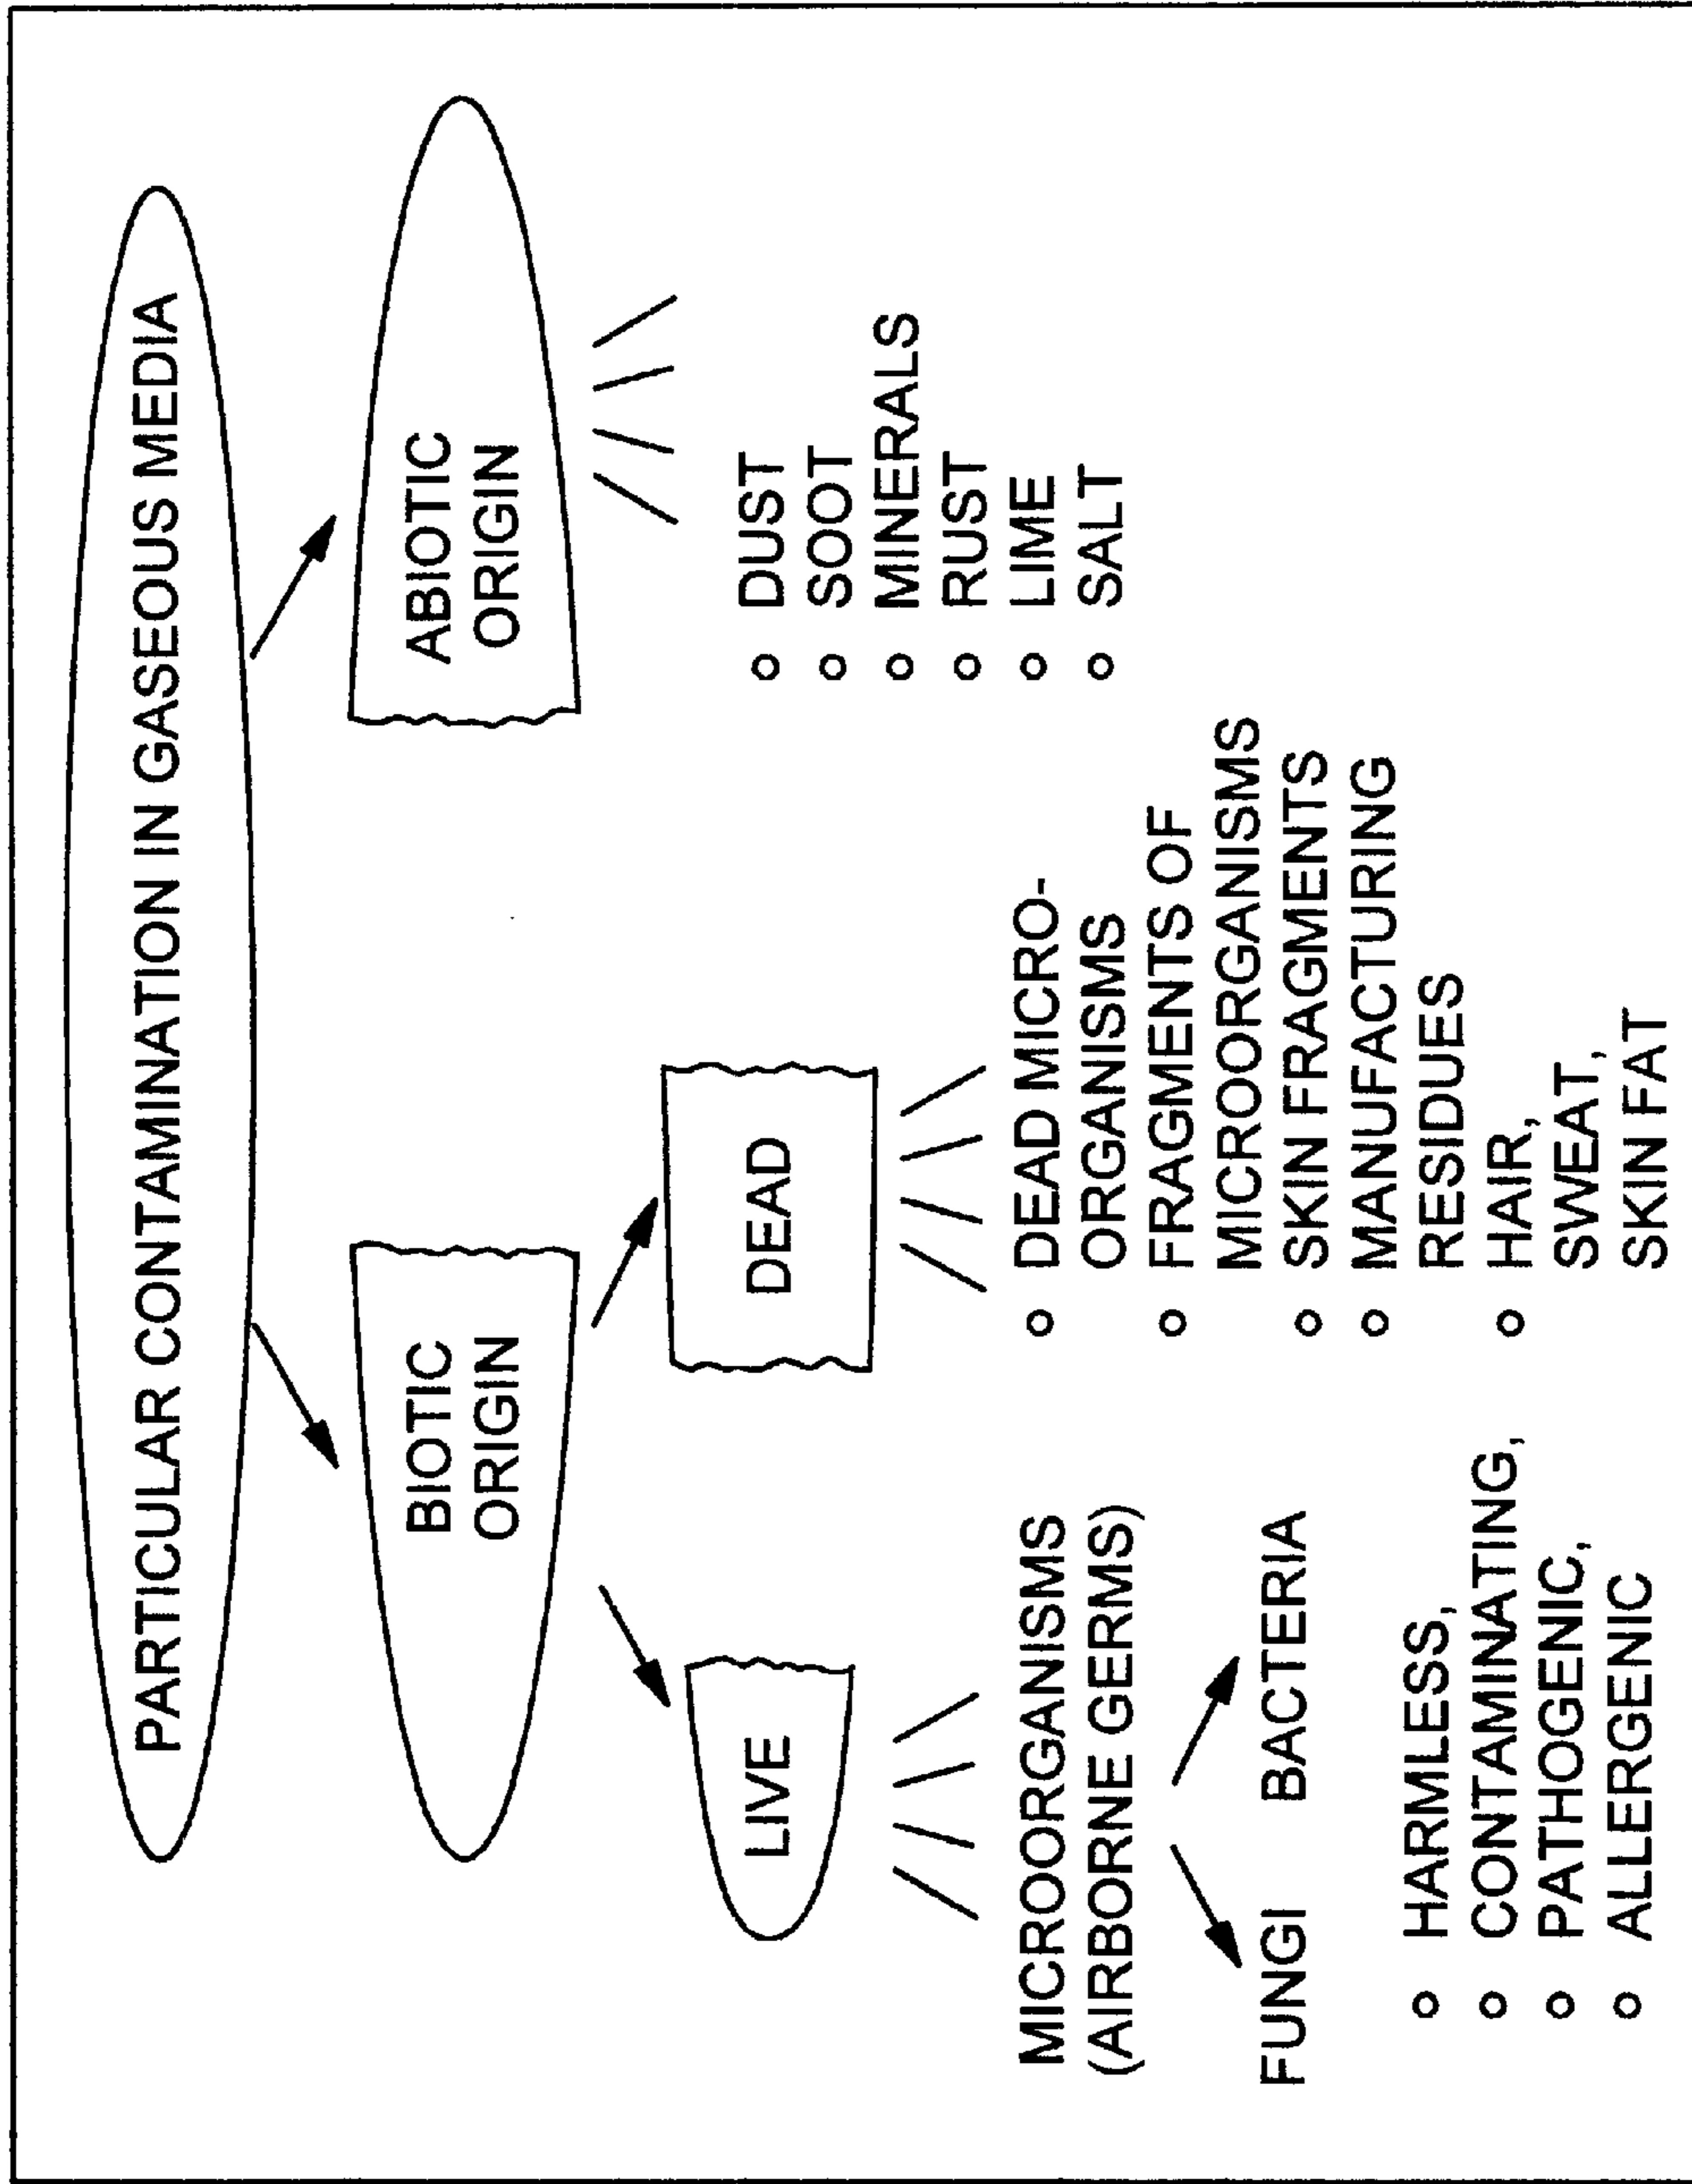 PARTICULAR CONTAMINATION IN GASEOUS MEDIA
BIOTIC
ORIGIN
ABIOTIC
ORIGIN
LIVE
DEAD
MICROORGANISMS
(AIRBORNE GERMS)
FUNGI BACTERIA
○ HARMLESS,
○ CONTAMINATING,
○ PATHOGENIC,
○ ALLERGENIC
○ DEAD MICRO-
ORGANISMS
○ FRAGMENTS OF
MICROORGANISMS
○ SKIN FRAGMENTS
○ MANUFACTURING
RESIDUES
○ HAIR,
SWEAT,
SKIN FAT
○ DUST
○ SOOT
○ MINERALS
○ RUST
○ LIME
○ SALT